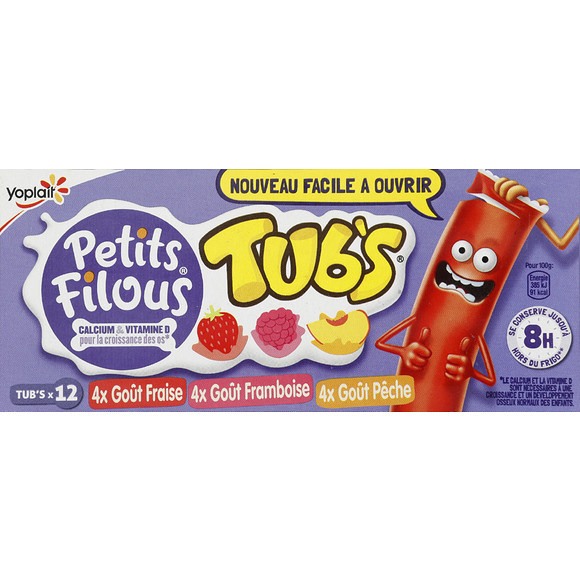 yoplait
NOUVEAU FACILE A OUVRIR
Petits
Filous®
TUB'S®
CALCIUM & VITAMINE D
pour la croissance des os*
TUB'S x 12
4x Goût Fraise
4x Goût Framboise
4x Goût Pêche
Pour 100g:
Énergie
385 kJ
91 kcal
SE CONSERVE JUSQU'À
8H
HORS DU FRIGO**
*LE CALCIUM ET LA VITAMINE D
SONT NÉCESSAIRES À UNE
CROISSANCE ET UN DÉVELOPPEMENT
OSSEUX NORMAUX DES ENFANTS.